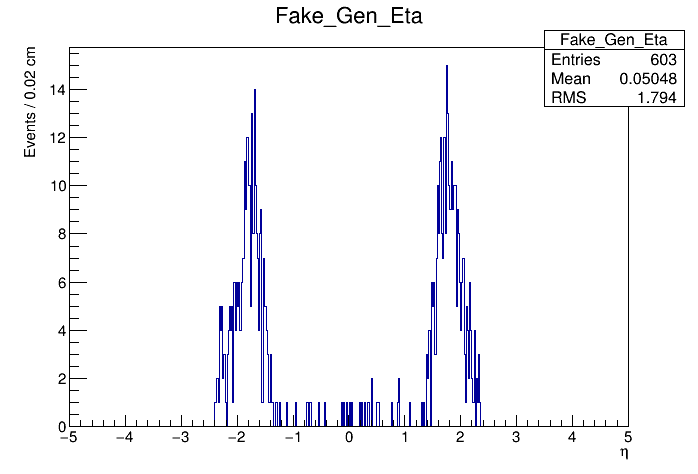 Fake_Gen_Eta
Fake_Gen_Eta
Entries 603
Mean 0.05048
RMS 1.794
Events / 0.02 cm
14
12
10
8
6
4
2
0
−5 −4 −3 −2 −1 0 1 2 3 4 5
η